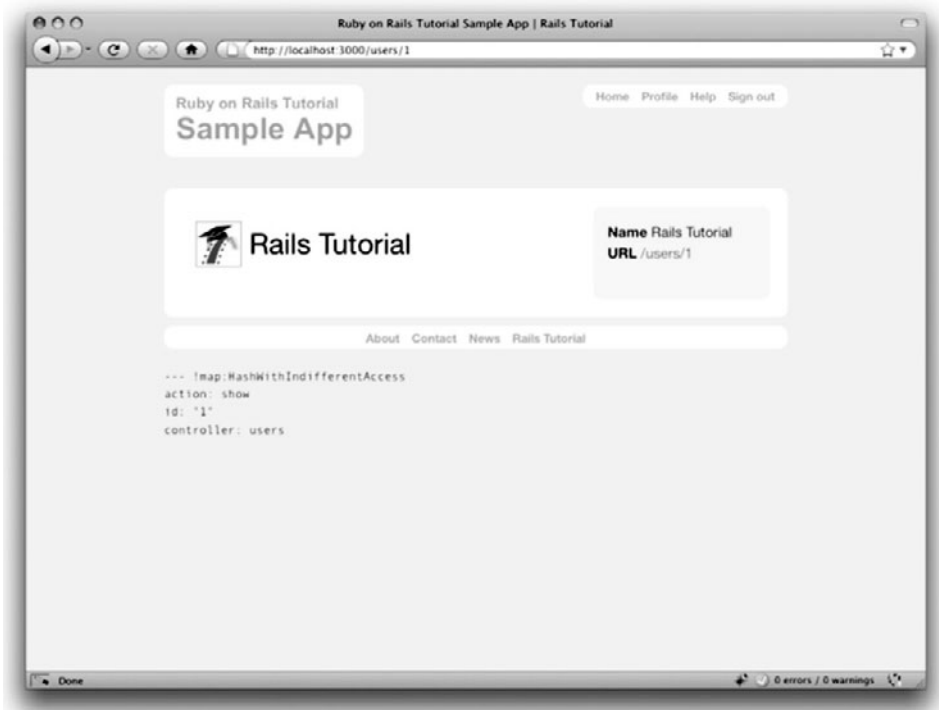 Ruby on Rails Tutorial Sample App | Rails Tutorial
http://localhost:3000/users/1
Ruby on Rails Tutorial
Sample App
Home Profile Help Sign out
Rails Tutorial
Name Rails Tutorial
URL /users/1
About Contact News Rails Tutorial
--- !map:HashWithIndifferentAccess
action: show
id: "1"
controller: users
Done
0 errors / 0 warnings